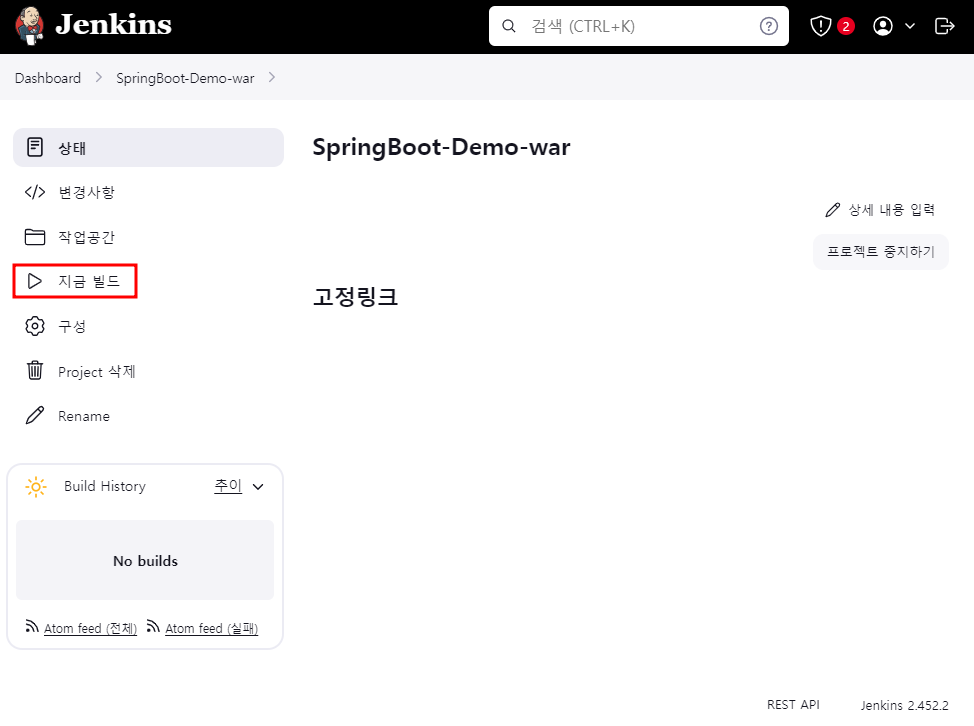 Jenkins
검색 (CTRL+K)
2
Dashboard
SpringBoot-Demo-war
상태
변경사항
작업공간
지금 빌드
구성
Project 삭제
Rename
Build History 추이
No builds
Atom feed (전체) Atom feed (실패)
SpringBoot-Demo-war
상세 내용 입력
프로젝트 중지하기
고정링크
REST API Jenkins 2.452.2